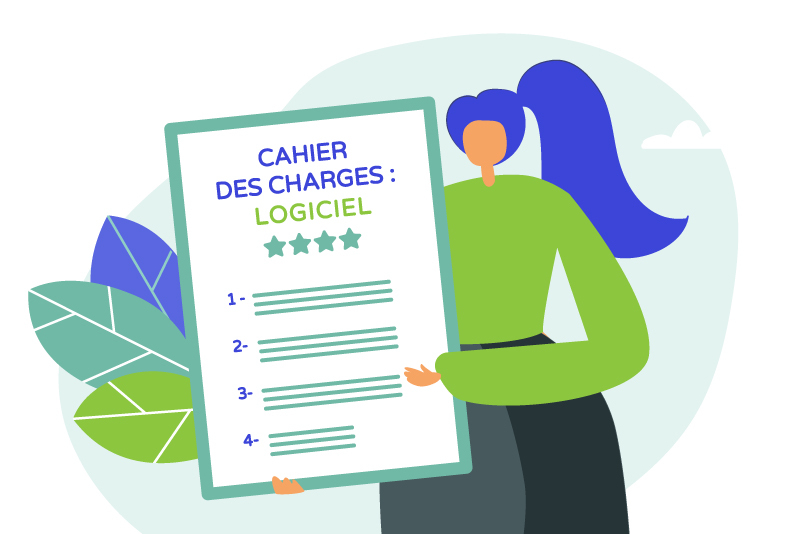 CAHIER
DES CHARGES :
LOGICIEL
1-
2-
3-
4-